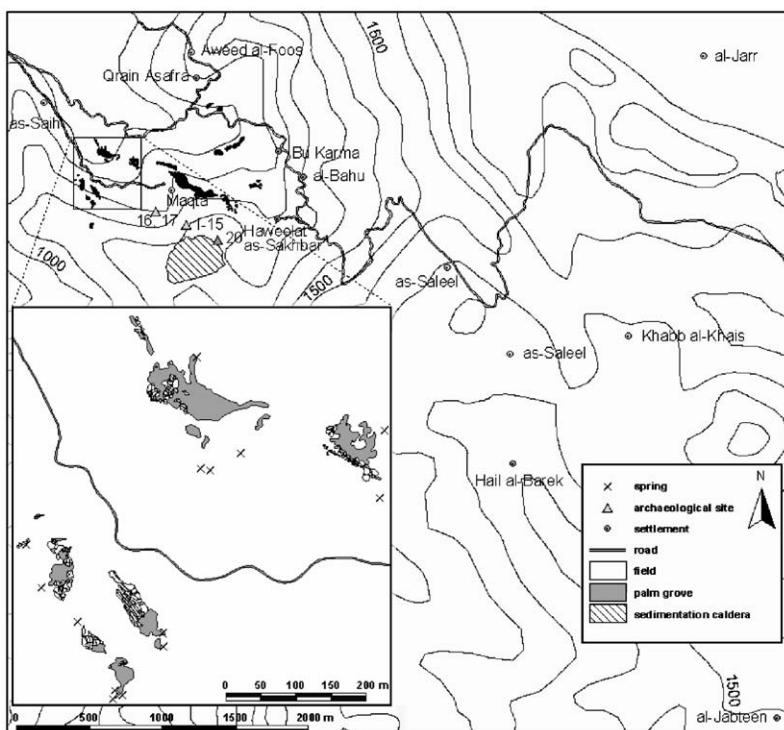 1500
Aweed al-Foos
al-Jarr
Qrain Asafra
as-Saih
Bu Karma
al-Bahu
Maqta
16 17
1-15
20
Haweolat
as-Sakhbar
1000
1500
as-Saleel
as-Saleel
Khabb al-Khais
Hail al-Barek
N
spring
archaeological site
settlement
road
field
palm grove
sedimentation caldera
1500
al-Jabteen
0 50 100 150 200 m
0 500 1000 1500 2000 m